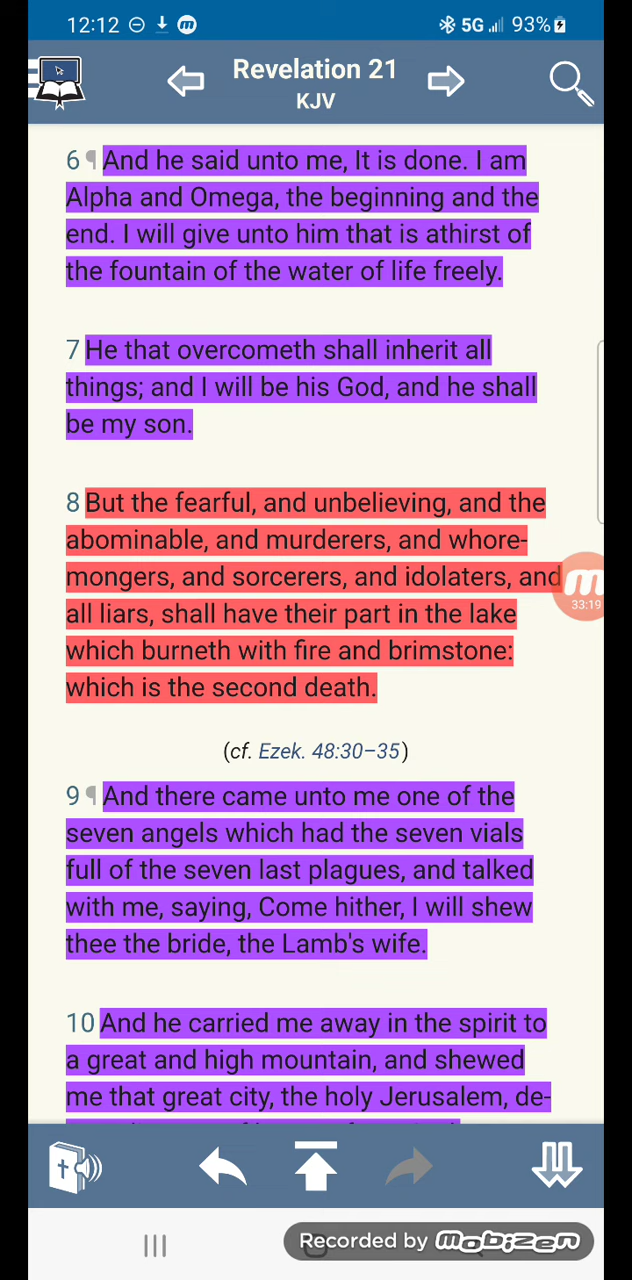 12:12
5G 93%
Revelation 21
KJV
6 ¶ And he said unto me, It is done. I am
Alpha and Omega, the beginning and the
end. I will give unto him that is athirst of
the fountain of the water of life freely.
7 He that overcometh shall inherit all
things; and I will be his God, and he shall
be my son.
8 But the fearful, and unbelieving, and the
abominable, and murderers, and whore-
mongers, and sorcerers, and idolaters, and
all liars, shall have their part in the lake
which burneth with fire and brimstone:
which is the second death.
33:19
(cf. Ezek. 48:30–35)
9 ¶ And there came unto me one of the
seven angels which had the seven vials
full of the seven last plagues, and talked
with me, saying, Come hither, I will shew
thee the bride, the Lamb's wife.
10 And he carried me away in the spirit to
a great and high mountain, and shewed
me that great city, the holy Jerusalem, de-
Recorded by mobizen